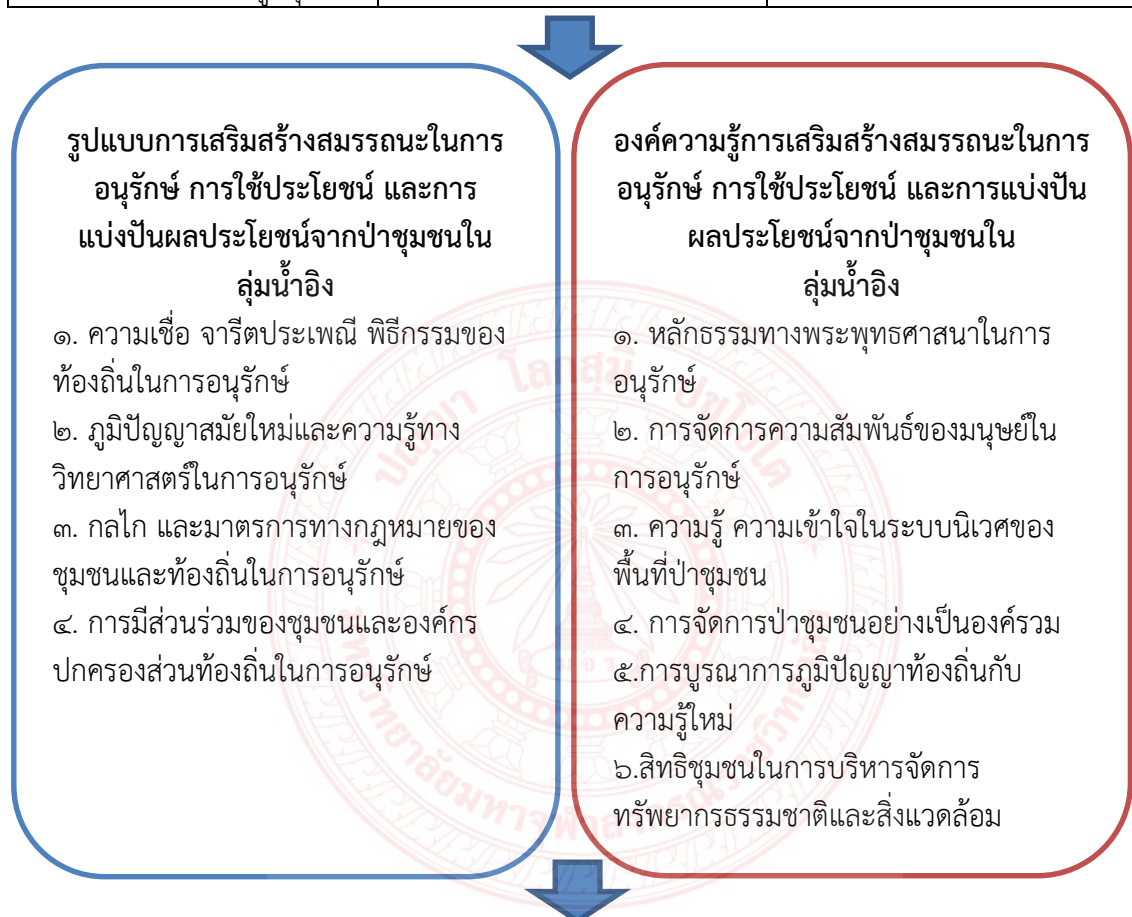 รูปแบบการเสริมสร้างสมรรถนะในการ
อนุรักษ์ การใช้ประโยชน์ และการ
แบ่งปันผลประโยชน์จากป่าชุมชนใน
ลุ่มน้ำอิง
๑. ความเชื่อ จารีตประเพณี พิธีกรรมของ
ท้องถิ่นในการอนุรักษ์
๒. ภูมิปัญญาสมัยใหม่และความรู้ทาง
วิทยาศาสตร์ในการอนุรักษ์
๓. กลไก และมาตรการทางกฎหมายของ
ชุมชนและท้องถิ่นในการอนุรักษ์
๔. การมีส่วนร่วมของชุมชนและองค์กร
ปกครองส่วนท้องถิ่นในการอนุรักษ์
องค์ความรู้การเสริมสร้างสมรรถนะในการ
อนุรักษ์ การใช้ประโยชน์ และการแบ่งปัน
ผลประโยชน์จากป่าชุมชนใน
ลุ่มน้ำอิง
๑. หลักธรรมทางพระพุทธศาสนาในการ
อนุรักษ์
๒. การจัดการความสัมพันธ์ของมนุษย์ใน
การอนุรักษ์
๓. ความรู้ ความเข้าใจในระบบนิเวศของ
พื้นที่ป่าชุมชน
๔. การจัดการป่าชุมชนอย่างเป็นองค์รวม
๕.การบูรณาการภูมิปัญญาท้องถิ่นกับ
ความรู้ใหม่
๖.สิทธิชุมชนในการบริหารจัดการ
ทรัพยากรธรรมชาติและสิ่งแวดล้อม
ปญฺญา โลกสฺมิ ปชฺโชโต